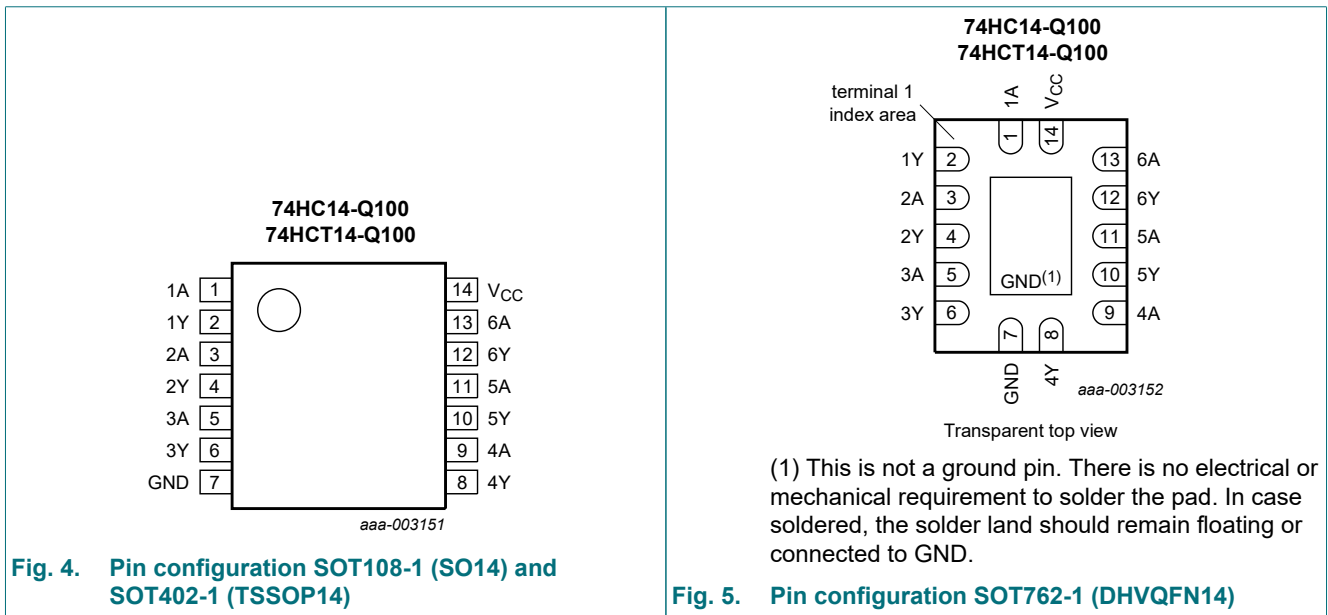 74HC14-Q100
74HCT14-Q100
1A 1
1Y 2
2A 3
2Y 4
3A 5
3Y 6
GND 7
14 VCC
13 6A
12 6Y
11 5A
10 5Y
9 4A
8 4Y
aaa-003151
Fig. 4. Pin configuration SOT108-1 (SO14) and
SOT402-1 (TSSOP14)
74HC14-Q100
74HCT14-Q100
terminal 1
index area
1A
VCC
1
14
1Y 2
2A 3
2Y 4
3A 5
3Y 6
13 6A
12 6Y
11 5A
10 5Y
9 4A
GND(1)
7
8
GND
4Y
aaa-003152
Transparent top view
(1) This is not a ground pin. There is no electrical or
mechanical requirement to solder the pad. In case
soldered, the solder land should remain floating or
connected to GND.
Fig. 5. Pin configuration SOT762-1 (DHVQFN14)